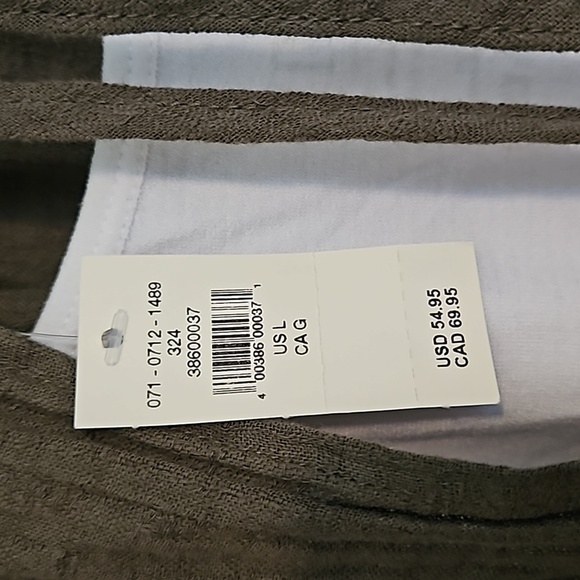 071 - 0712 - 1489
324
38600037
4 00386 00037 1
US L
CA G
USD 54.95
CAD 69.95